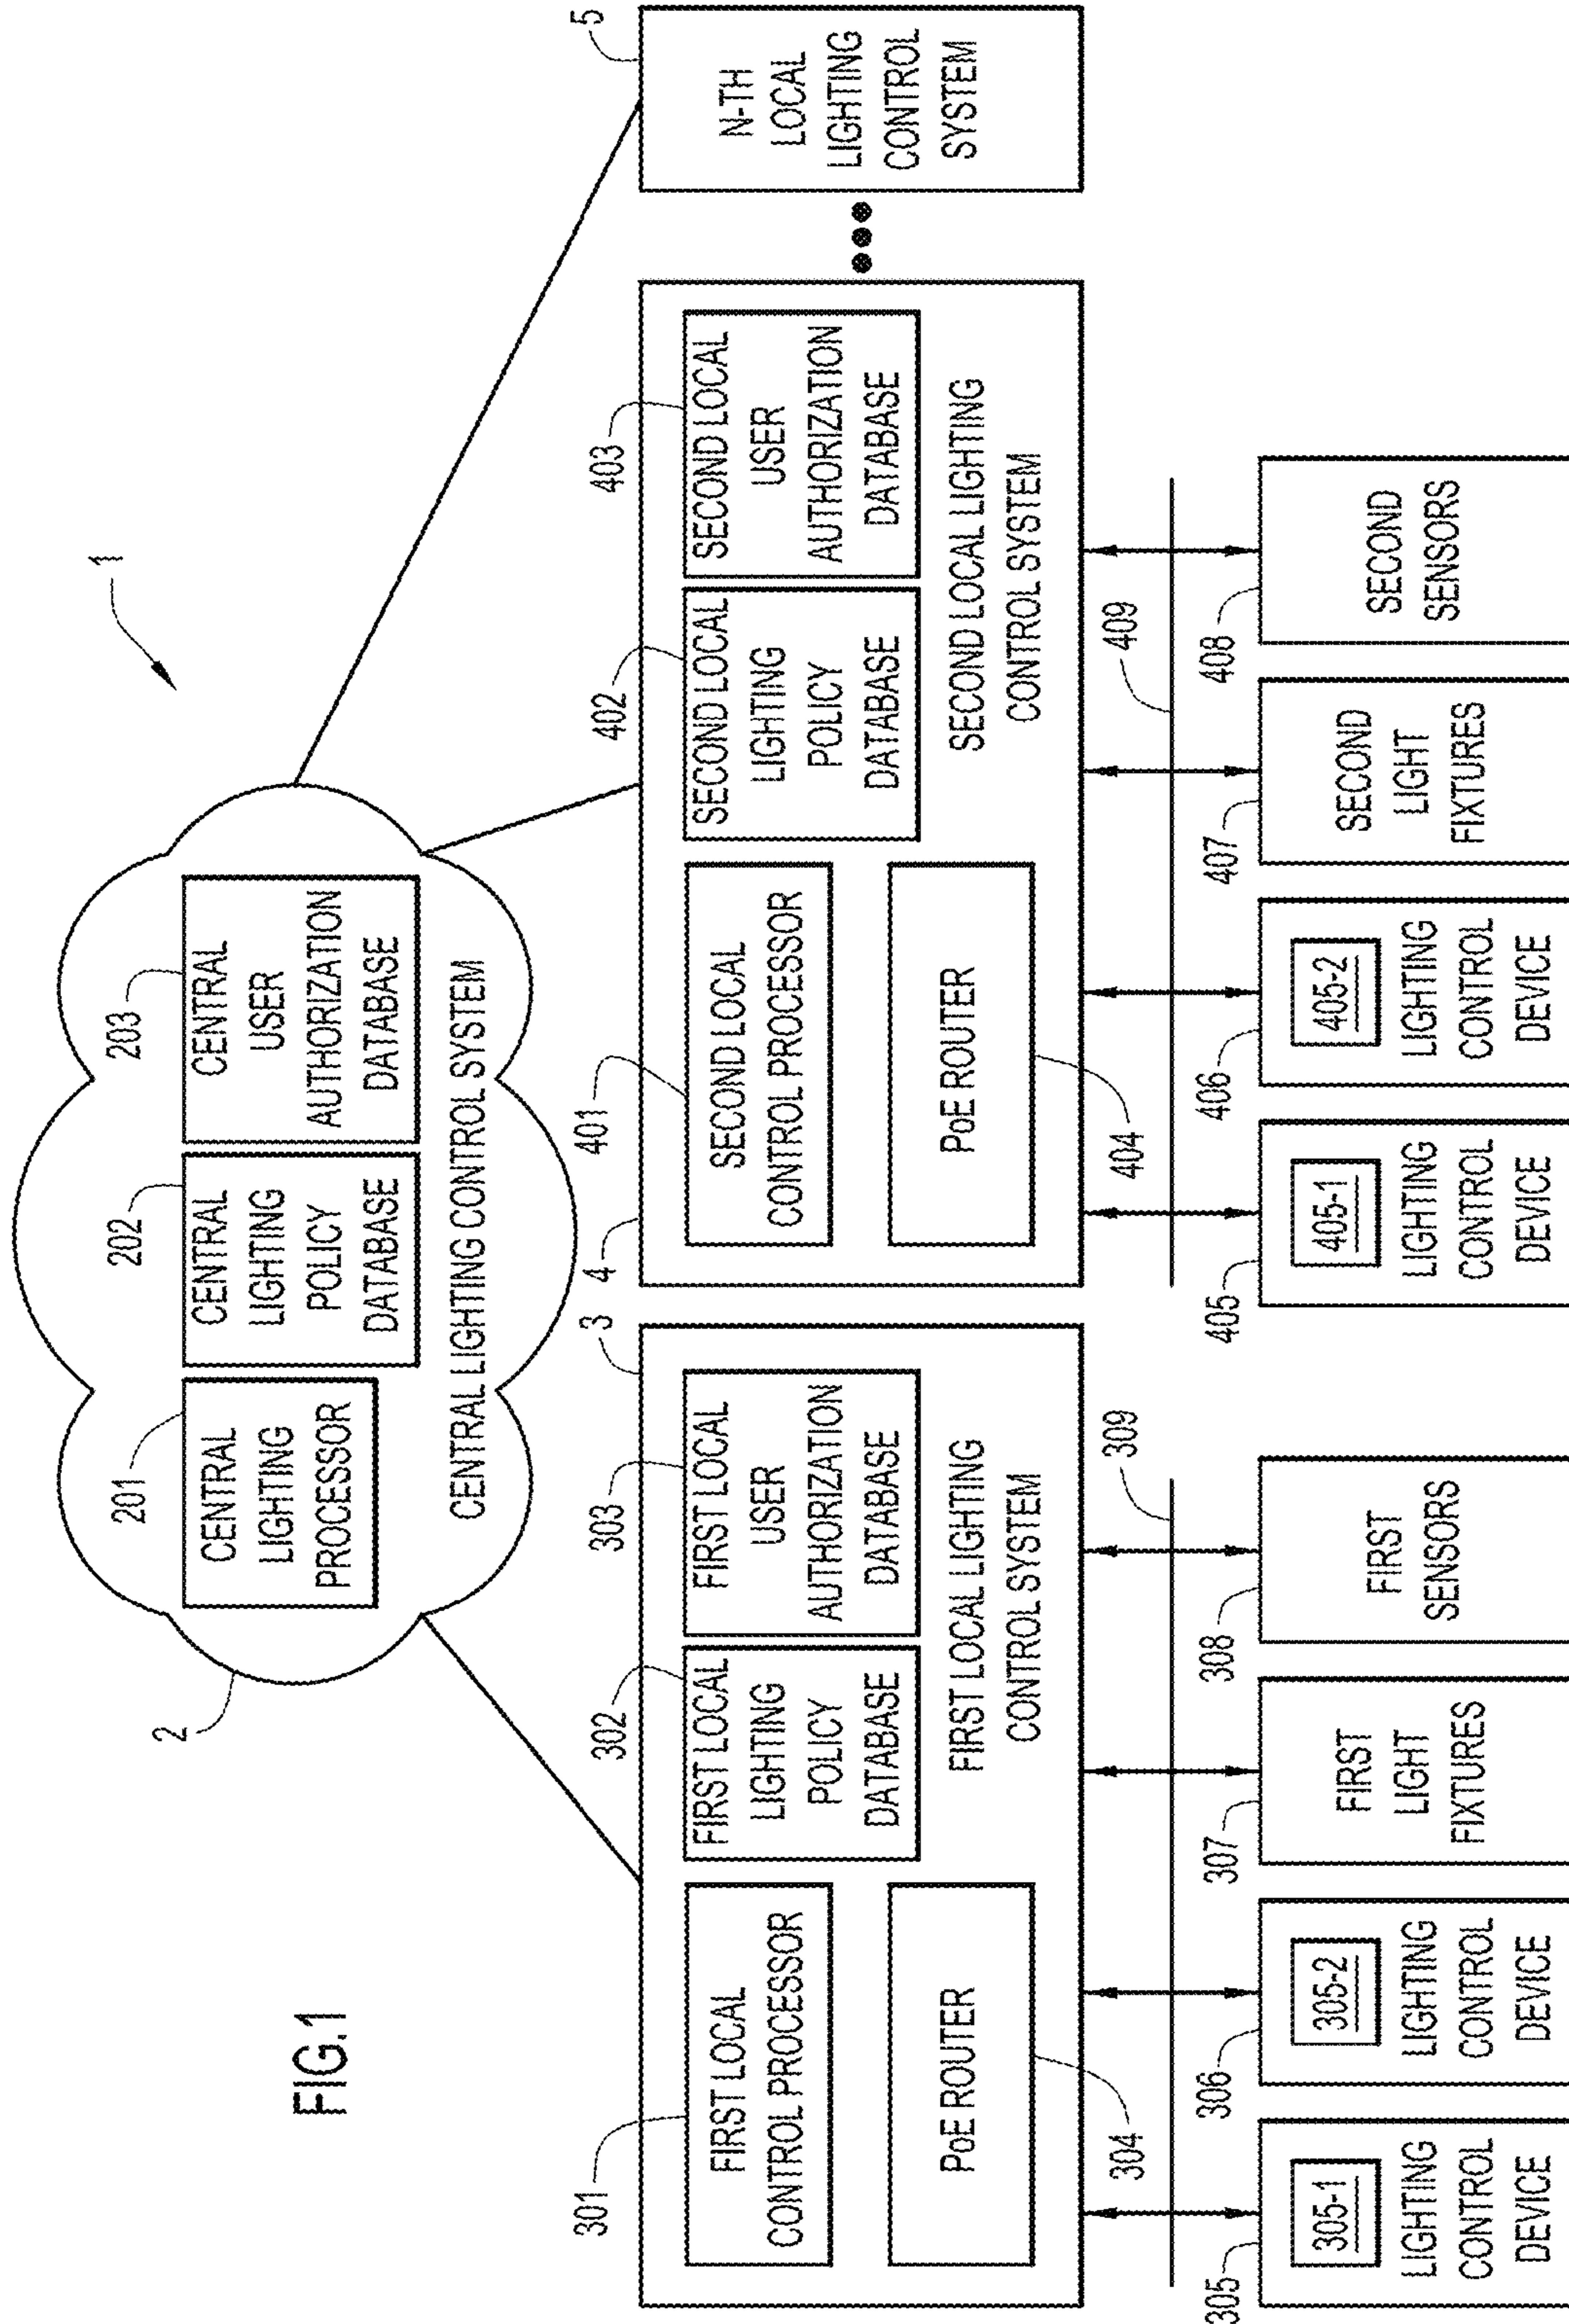 FIG.1
1
2
201
CENTRAL
LIGHTING
PROCESSOR
202
CENTRAL
LIGHTING
POLICY
DATABASE
203
CENTRAL
USER
AUTHORIZATION
DATABASE
CENTRAL LIGHTING CONTROL SYSTEM
3
301
FIRST LOCAL
CONTROL PROCESSOR
302
FIRST LOCAL
LIGHTING
POLICY
DATABASE
303
FIRST LOCAL
USER
AUTHORIZATION
DATABASE
PoE ROUTER
304
FIRST LOCAL LIGHTING
CONTROL SYSTEM
4
401
SECOND LOCAL
CONTROL PROCESSOR
402
SECOND LOCAL
LIGHTING
POLICY
DATABASE
403
SECOND LOCAL
USER
AUTHORIZATION
DATABASE
PoE ROUTER
404
SECOND LOCAL LIGHTING
CONTROL SYSTEM
5
N-TH
LOCAL
LIGHTING
CONTROL
SYSTEM
309
305
305-1
LIGHTING
CONTROL
DEVICE
306
305-2
LIGHTING
CONTROL
DEVICE
307
FIRST
LIGHT
FIXTURES
308
FIRST
SENSORS
409
405
405-1
LIGHTING
CONTROL
DEVICE
406
405-2
LIGHTING
CONTROL
DEVICE
407
SECOND
LIGHT
FIXTURES
408
SECOND
SENSORS